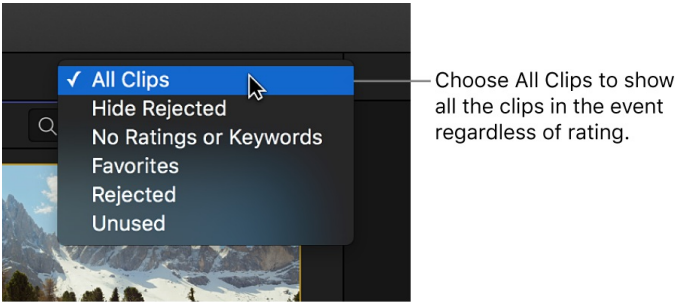 ✓ All Clips
Hide Rejected
No Ratings or Keywords
Favorites
Rejected
Unused
Choose All Clips to show
all the clips in the event
regardless of rating.